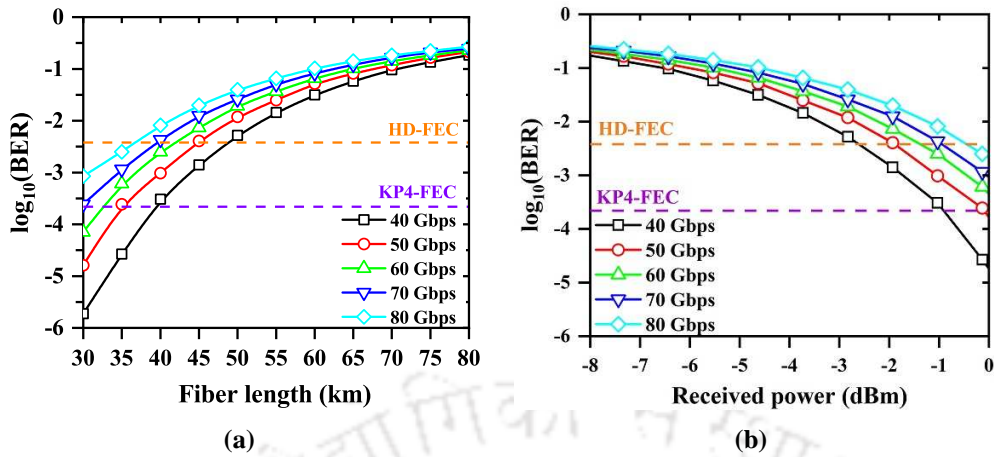 0
-1
-2
-3
-4
-5
-6
log10(BER)
HD-FEC
KP4-FEC
40 Gbps
50 Gbps
60 Gbps
70 Gbps
80 Gbps
30 35 40 45 50 55 60 65 70 75 80
Fiber length (km)
(a)
0
-1
-2
-3
-4
-5
-6
log10(BER)
HD-FEC
KP4-FEC
40 Gbps
50 Gbps
60 Gbps
70 Gbps
80 Gbps
-8 -7 -6 -5 -4 -3 -2 -1 0
Received power (dBm)
(b)